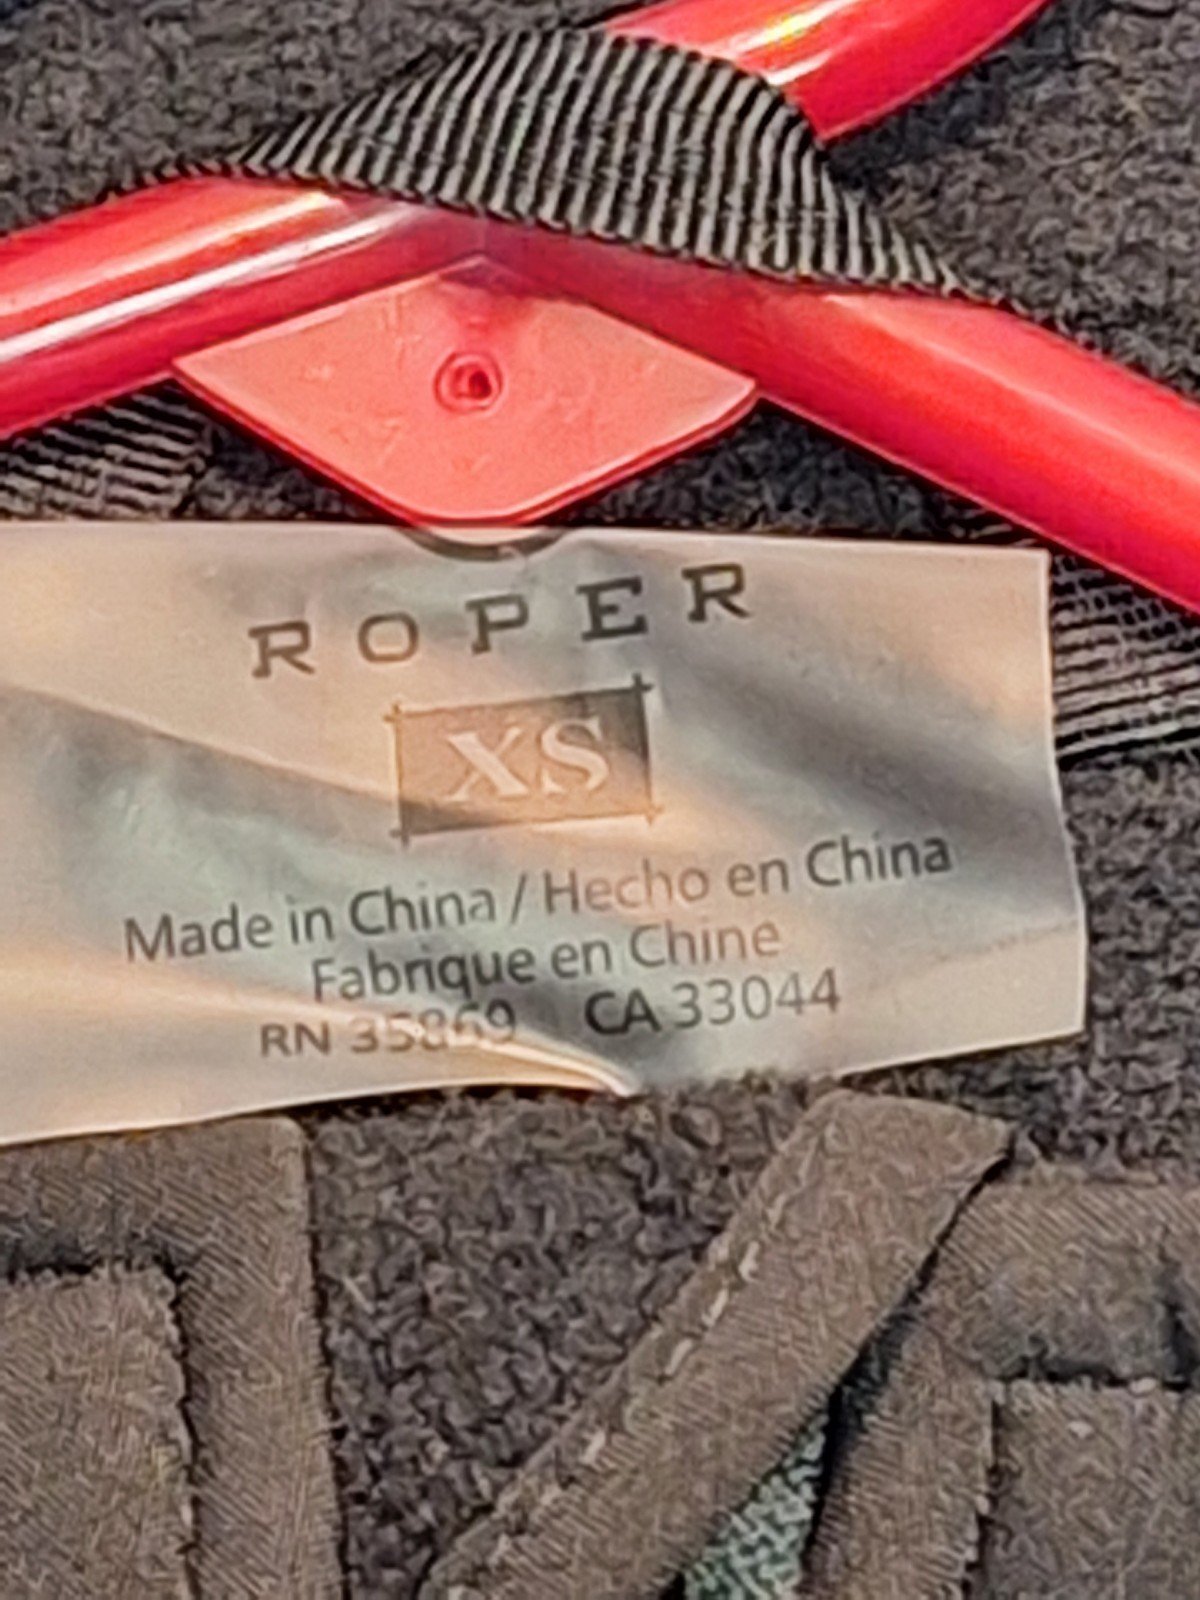 ROPER
XS
Made in China / Hecho en China
Fabrique en Chine
RN 35869 CA 33044